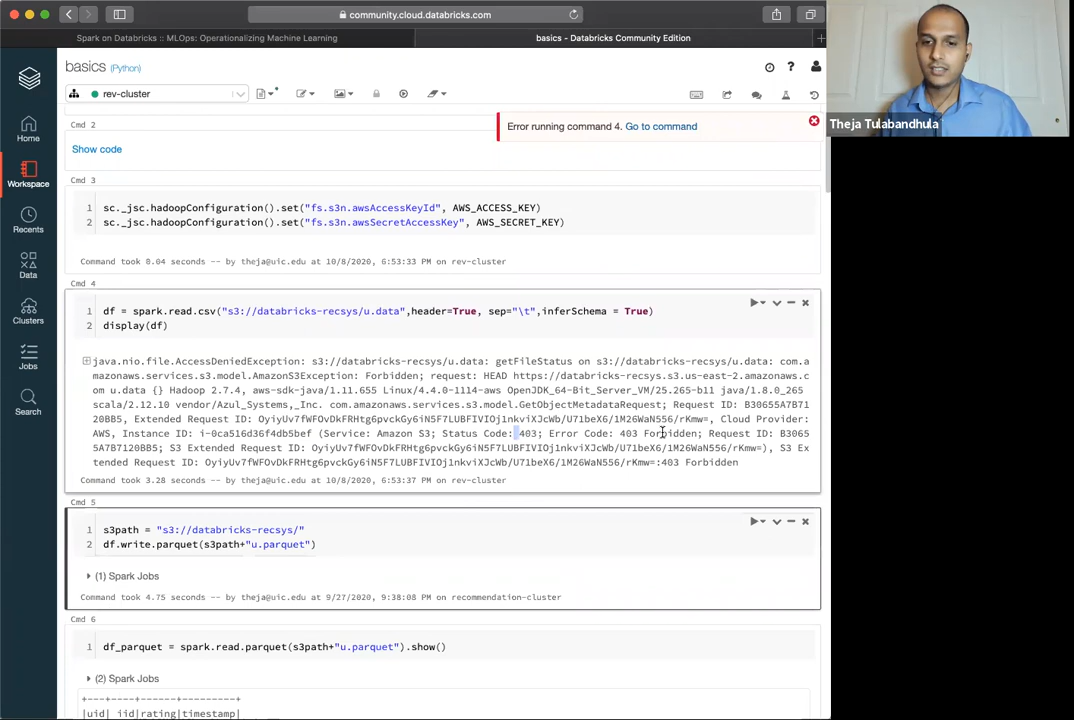 community.cloud.databricks.com
Spark on Databricks :: MLOps: Operationalizing Machine Learning
basics - Databricks Community Edition
basics (Python)
rev-cluster
Theja Tulabandhula
Error running command 4. Go to command
Home
Workspace
Recents
Data
Clusters
Jobs
Search
Cmd 2
Show code
Cmd 3
1 sc._jsc.hadoopConfiguration().set("fs.s3n.awsAccessKeyId", AWS_ACCESS_KEY)
2 sc._jsc.hadoopConfiguration().set("fs.s3n.awsSecretAccessKey", AWS_SECRET_KEY)
Command took 0.04 seconds -- by theja@uic.edu at 10/8/2020, 6:53:33 PM on rev-cluster
Cmd 4
1 df = spark.read.csv("s3://databricks-recsys/u.data",header=True, sep="\t",inferSchema = True)
2 display(df)
java.nio.file.AccessDeniedException: s3://databricks-recsys/u.data: getFileStatus on s3://databricks-recsys/u.data: com.a
mazonaws.services.s3.model.AmazonS3Exception: Forbidden; request: HEAD https://databricks-recsys.s3.us-east-2.amazonaws.c
om u.data {} Hadoop 2.7.4, aws-sdk-java/1.11.655 Linux/4.4.0-1114-aws OpenJDK_64-Bit_Server_VM/25.265-b11 java/1.8.0_265
scala/2.12.10 vendor/Azul_Systems,_Inc. com.amazonaws.services.s3.model.GetObjectMetadataRequest; Request ID: B30655A7B71
20BB5, Extended Request ID: OyiyUv7fWFOvDkFRHtg6pvckGy6iN5F7LUBFIVIOj1nkviXJcWb/U71beX6/1M26WaN556/rKmw=, Cloud Provider:
AWS, Instance ID: i-0ca516d36f4db5bef (Service: Amazon S3; Status Code: 403; Error Code: 403 Forbidden; Request ID: B3065
5A7B7120BB5; S3 Extended Request ID: OyiyUv7fWFOvDkFRHtg6pvckGy6iN5F7LUBFIVIOj1nkviXJcWb/U71beX6/1M26WaN556/rKmw=), S3 Ex
tended Request ID: OyiyUv7fWFOvDkFRHtg6pvckGy6iN5F7LUBFIVIOj1nkviXJcWb/U71beX6/1M26WaN556/rKmw=:403 Forbidden
Command took 3.28 seconds -- by theja@uic.edu at 10/8/2020, 6:53:37 PM on rev-cluster
Cmd 5
1 s3path = "s3://databricks-recsys/"
2 df.write.parquet(s3path+"u.parquet")
(1) Spark Jobs
Command took 4.75 seconds -- by theja@uic.edu at 9/27/2020, 9:38:08 PM on recommendation-cluster
Cmd 6
1 df_parquet = spark.read.parquet(s3path+"u.parquet").show()
(2) Spark Jobs
+---+----+------+---------+
|uid| iid|rating|timestamp|